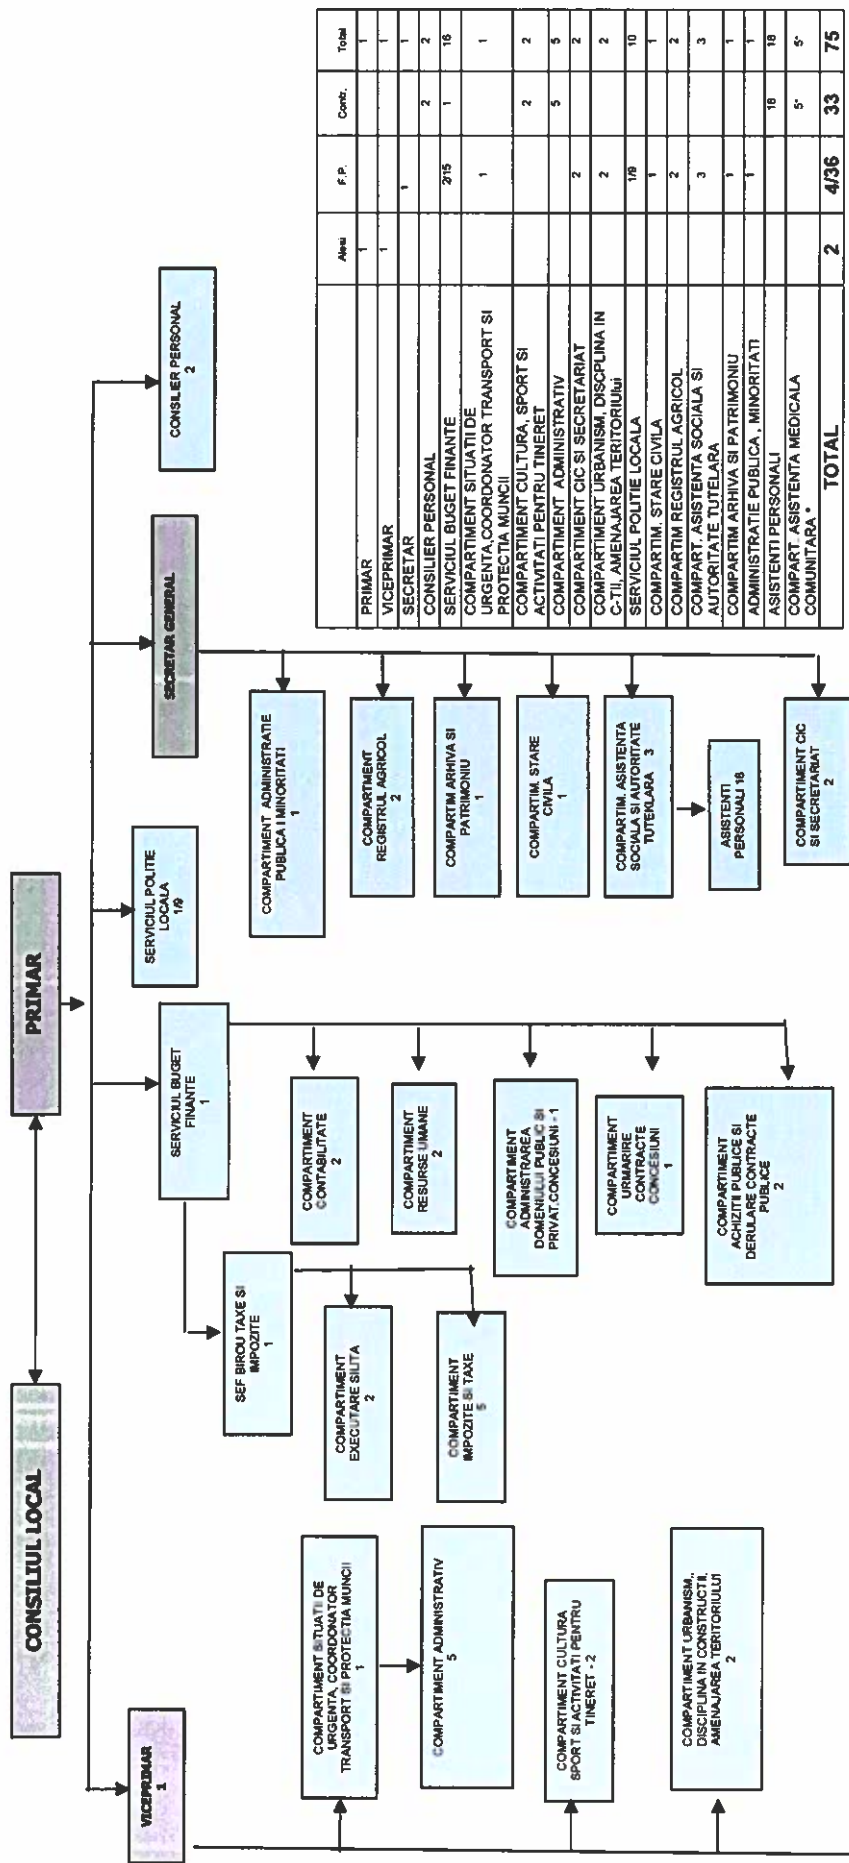 CONSILIUL LOCAL
PRIMAR
VICEPRIMAR
1
SERVICIUL BUGET
FINANTE
1
SERVICIUL POLITIE
LOCALA
1/9
SECRETAR GENERAL
CONSILIER PERSONAL
2
COMPARTIMENT SITUATII DE
URGENTA, COORDONATOR
TRANSPORT SI PROTECTIA MUNCII
1
COMPARTIMENT ADMINISTRATIV
5
COMPARTIMENT CULTURA
SPORT SI ACTIVITATI PENTRU
TINERET - 2
COMPARTIMENT URBANISM,
DISCIPLINA IN CONSTRUCTII,
AMENAJAREA TERITORIULUI
2
SEF BIROU TAXE SI
IMPOZITE
1
COMPARTIMENT
EXECUTARE SILITA
2
COMPARTIMENT
IMPOZITE SI TAXE
5
COMPARTIMENT
CONTABILITATE
2
COMPARTIMENT
RESURSE UMANE
2
COMPARTIMENT
ADMINISTRAREA
DOMENIULUI PUBLIC SI
PRIVAT,CONCESIUNI - 1
COMPARTIMENT
URMARIRE
CONTRACTE
CONCESIUNI
1
COMPARTIMENT
ACHIZITII PUBLICE SI
DERULARE CONTRACTE
PUBLICE
2
COMPARTIMENT ADMINISTRATIE
PUBLICA I MINORITATI
1
COMPARTMENT
REGISTRUL AGRICOL
2
COMPARTIM ARHIVA SI
PATRIMONIU
1
COMPARTIM. STARE
CIVILA
1
COMPARTIM. ASISTENTA
SOCIALA SI AUTORITATE
TUTEKLARA 3
ASISTENTI
PERSONALI 18
COMPARTIMENT CIC
SI SECRETARIAT
2
Alesi F.P. Contr. Total
PRIMAR 1 1
VICEPRIMAR 1 1
SECRETAR 1 1
CONSILIER PERSONAL 2 2
SERVICIUL BUGET FINANTE 2/15 1 16
COMPARTIMENT SITUATII DE
URGENTA,COORDONATOR TRANSPORT SI 1 1
PROTECTIA MUNCII
COMPARTIMENT CULTURA, SPORT SI
ACTIVITATI PENTRU TINERET 2 2
COMPARTIMENT ADMINISTRATIV 5 5
COMPARTIMENT CIC SI SECRETARIAT 2 2
COMPARTIMENT URBANISM, DISCPLINA IN
C-TII, AMENAJAREA TERITORIULUI 2 2
SERVICIUL POLITIE LOCALA 1/9 10
COMPARTIM. STARE CIVILA 1 1
COMPARTIM REGISTRUL AGRICOL 2 2
COMPART. ASISTENTA SOCIALA SI
AUTORITATE TUTELARA 3 3
COMPARTIM ARHIVA SI PATRIMONIU 1 1
ADMINISTRATIE PUBLICA , MINORITATI 1 1
ASISTENTI PERSONALI 18 18
COMPART. ASISTENTA MEDICALA
COMUNITARA * 5* 5*
TOTAL 2 4/36 33 75